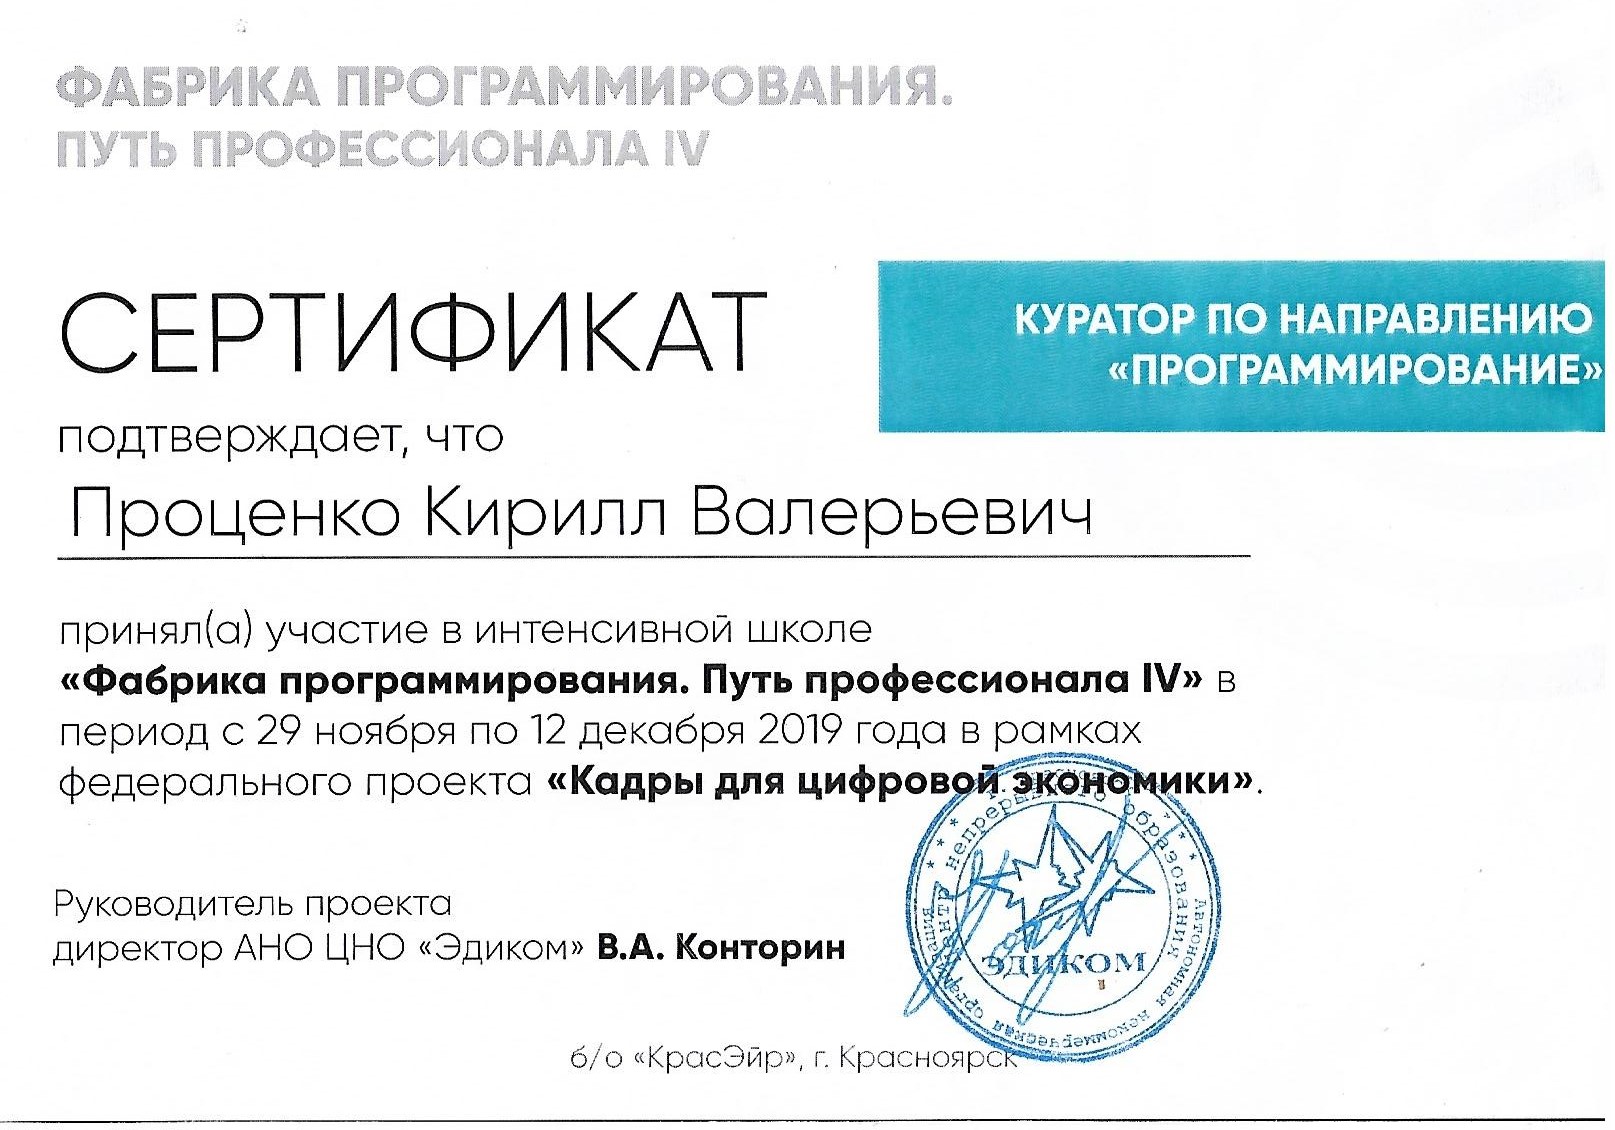 ФАБРИКА ПРОГРАММИРОВАНИЯ.
ПУТЬ ПРОФЕССИОНАЛА IV
КУРАТОР ПО НАПРАВЛЕНИЮ
«ПРОГРАММИРОВАНИЕ»
СЕРТИФИКАТ
подтверждает, что
Проценко Кирилл Валерьевич
принял(а) участие в интенсивной школе
«Фабрика программирования. Путь профессионала IV» в
период с 29 ноября по 12 декабря 2019 года в рамках
федерального проекта «Кадры для цифровой экономики».
Руководитель проекта
директор АНО ЦНО «Эдиком» В.А. Конторин
Автономная некоммерческая организация
Центр непрерывного образования
ЭДИКОМ
б/о «КрасЭйр», г. Красноярск